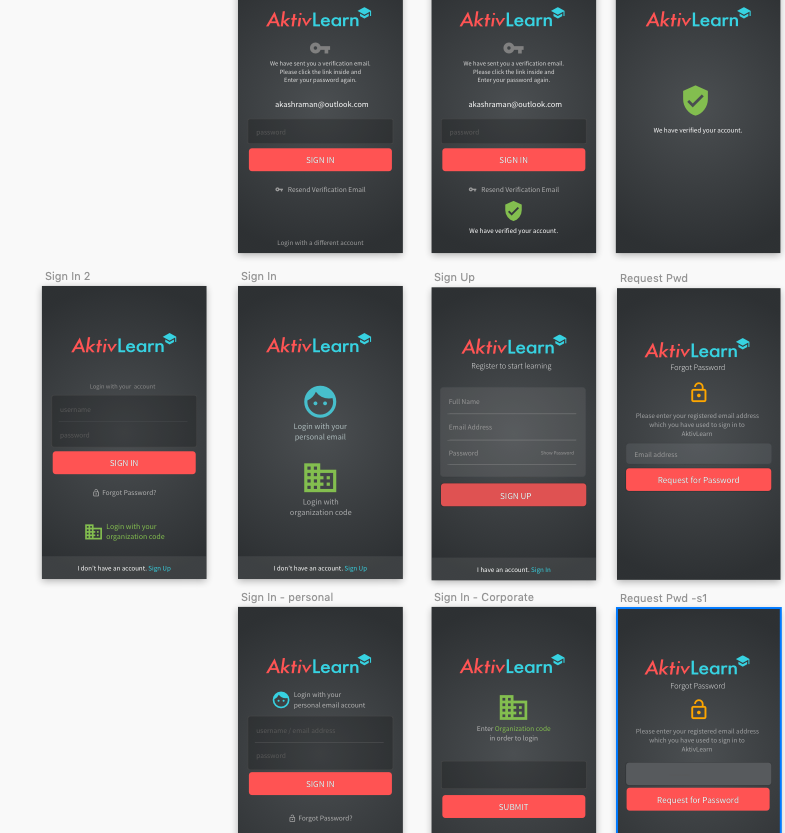 AktivLearn
We have sent you a verification email.
Please click the link inside and
Enter your password again.
akashraman@outlook.com
password
SIGN IN
Resend Verification Email
Login with a different account
AktivLearn
We have sent you a verification email.
Please click the link inside and
Enter your password again.
akashraman@outlook.com
password
SIGN IN
Resend Verification Email
We have verified your account.
AktivLearn
We have verified your account.
Sign In 2
AktivLearn
Login with your account
username
password
SIGN IN
Forgot Password?
Login with your
organization code
I don't have an account. Sign Up
Sign In
AktivLearn
Login with your
personal email
Login with
organization code
I don't have an account. Sign Up
Sign Up
AktivLearn
Register to start learning
Full Name
Email Address
Password Show Password
SIGN UP
I have an account. Sign In
Request Pwd
AktivLearn
Forgot Password
Please enter your registered email address
which you have used to sign in to
AktivLearn
Email address
Request for Password
Sign In - personal
AktivLearn
Login with your
personal email account
username / email address
password
SIGN IN
Forgot Password?
Sign In - Corporate
AktivLearn
Enter Organization code
in order to login
SUBMIT
Request Pwd -s1
AktivLearn
Forgot Password
Please enter your registered email address
which you have used to sign in to
AktivLearn
Request for Password